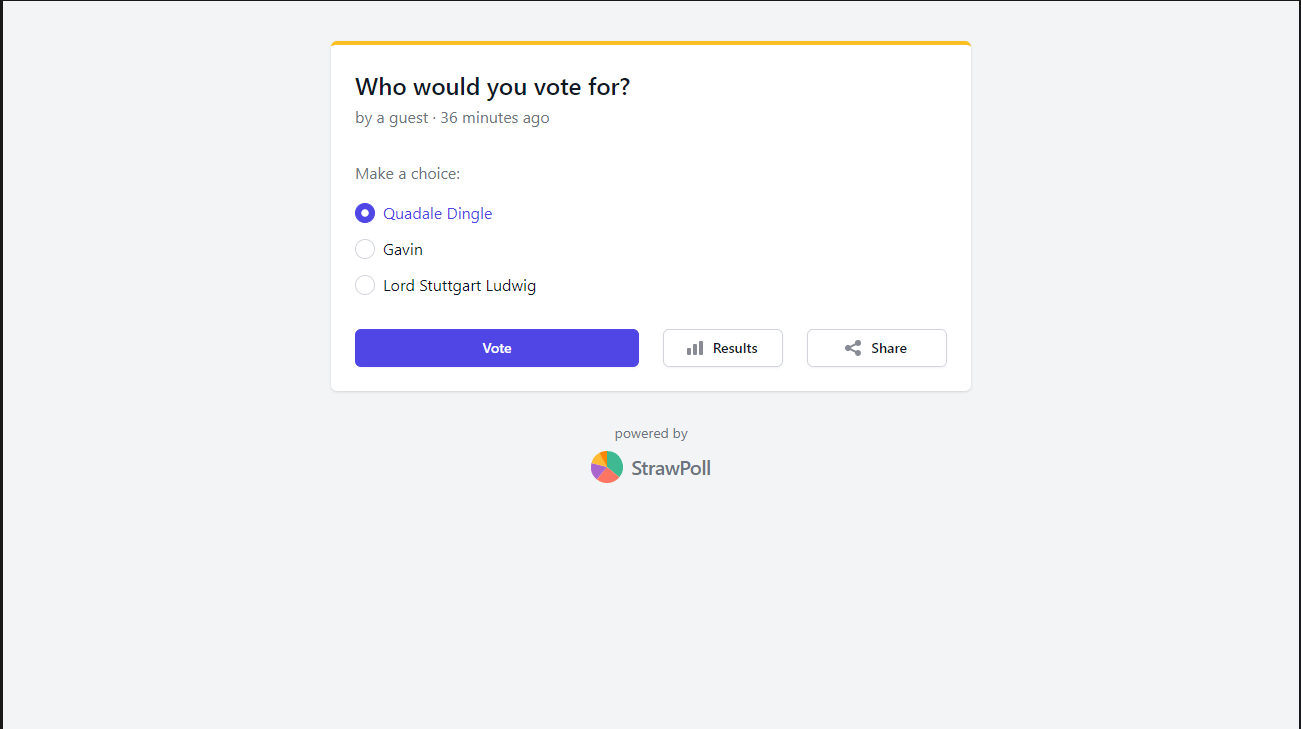 Who would you vote for?
by a guest · 36 minutes ago
Make a choice:
Quadale Dingle
Gavin
Lord Stuttgart Ludwig
Vote Results Share
powered by
StrawPoll